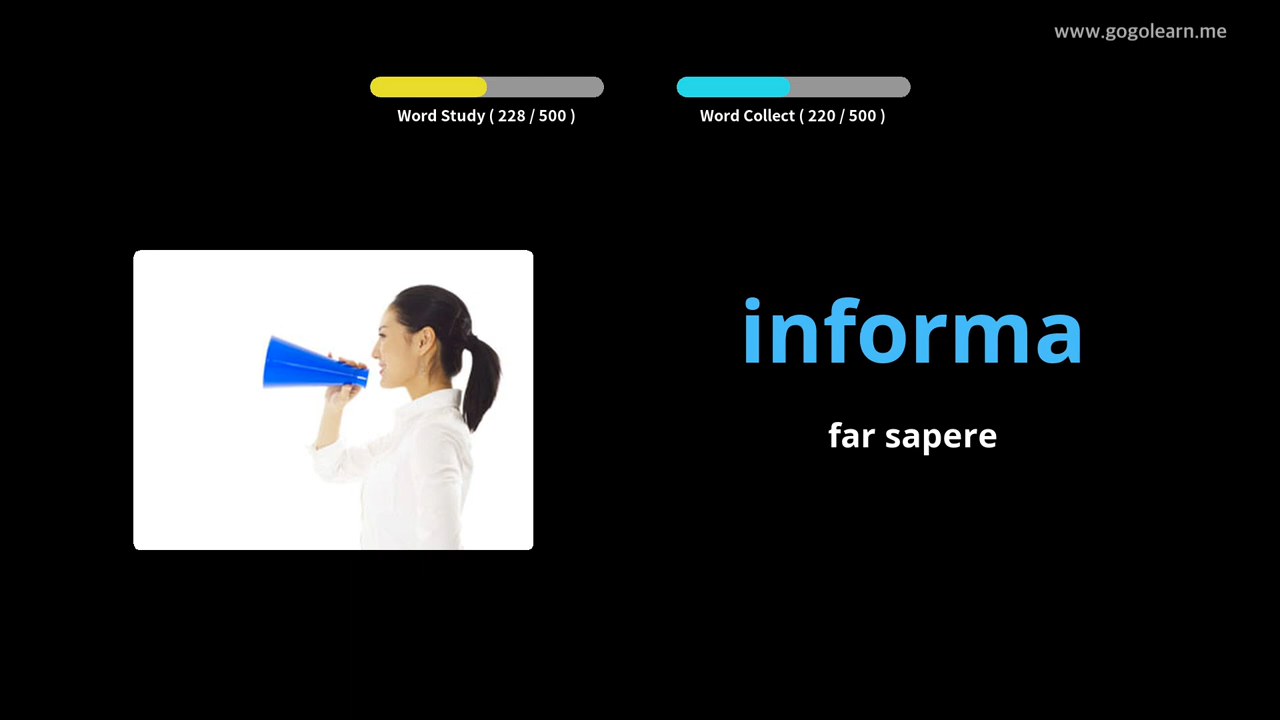 www.gogolearn.me
Word Study ( 228 / 500 )
Word Collect ( 220 / 500 )
informa
far sapere